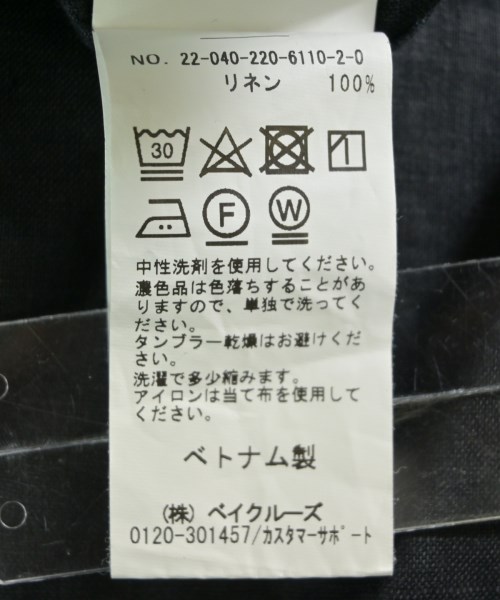 NO. 22-040-220-6110-2-0
リネン 100%
30
F W
中性洗剤を使用してください。
濃色品は色落ちすることがあ
りますので、単独で洗ってく
ださい。
タンブラー乾燥はお避けくだ
さい。
洗濯で多少縮みます。
アイロンは当て布を使用して
ください。
ベトナム製
(株) ベイクルーズ
0120-301457/カスタマーサポート